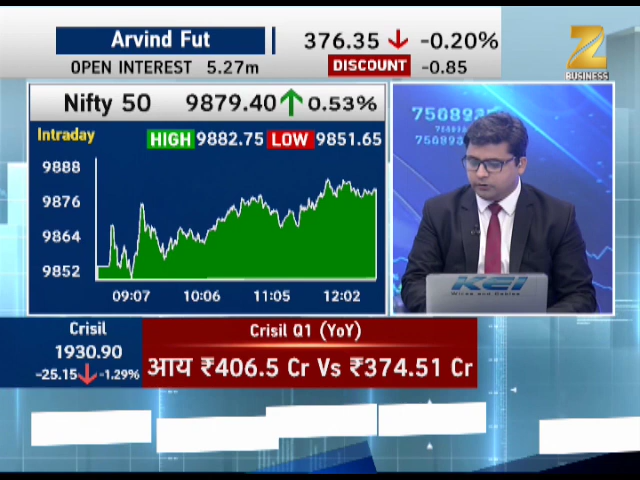 Arvind Fut 376.35 -0.20%
OPEN INTEREST 5.27m DISCOUNT -0.85
Z BUSINESS
Nifty 50 9879.40 0.53%
Intraday HIGH 9882.75 LOW 9851.65
9888
9876
9864
9852
09:07 10:06 11:05 12:02
KEI
Wires and Cables
Crisil
1930.90
-25.15 -1.29%
Crisil Q1 (YoY)
आय ₹406.5 Cr Vs ₹374.51 Cr